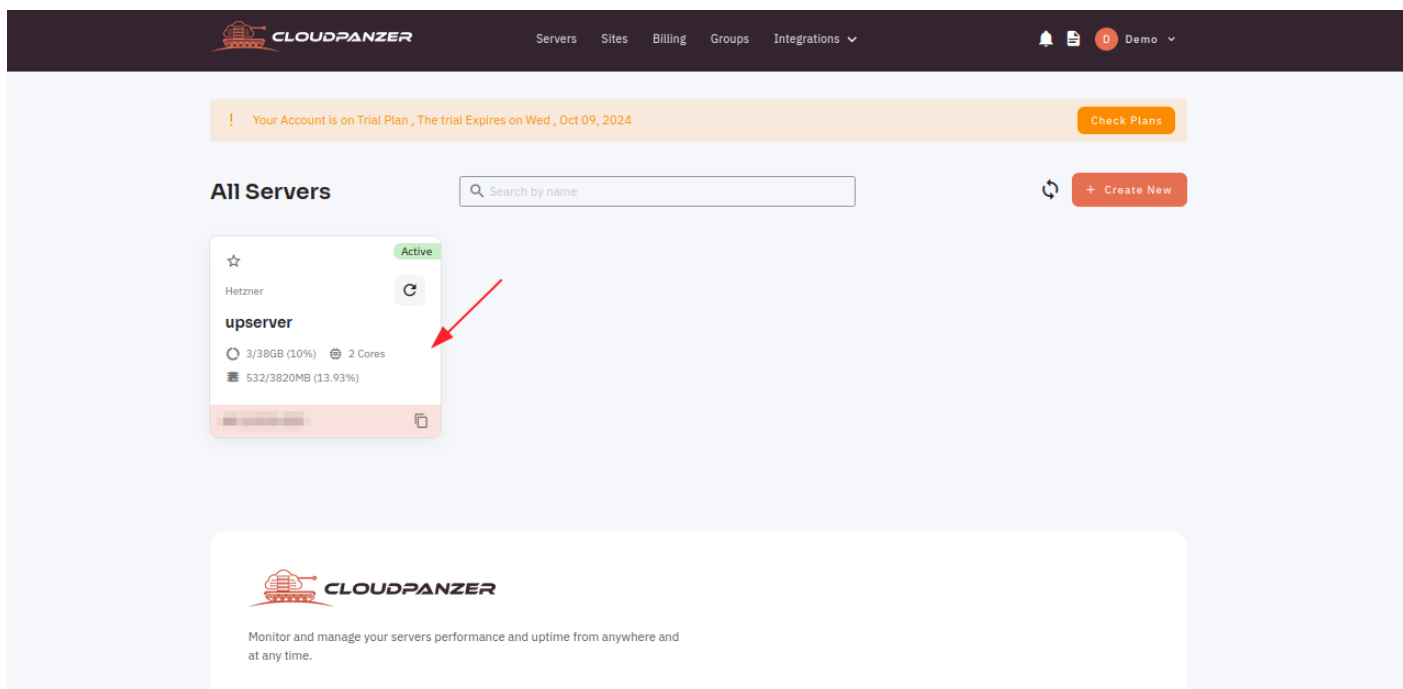 CLOUDPANZER
Servers Sites Billing Groups Integrations
D Demo
! Your Account is on Trial Plan , The trial Expires on Wed , Oct 09, 2024
Check Plans
All Servers
Search by name
+ Create New
Active
Hetzner
upserver
3/38GB (10%) 2 Cores
532/3820MB (13.93%)
CLOUDPANZER
Monitor and manage your servers performance and uptime from anywhere and
at any time.